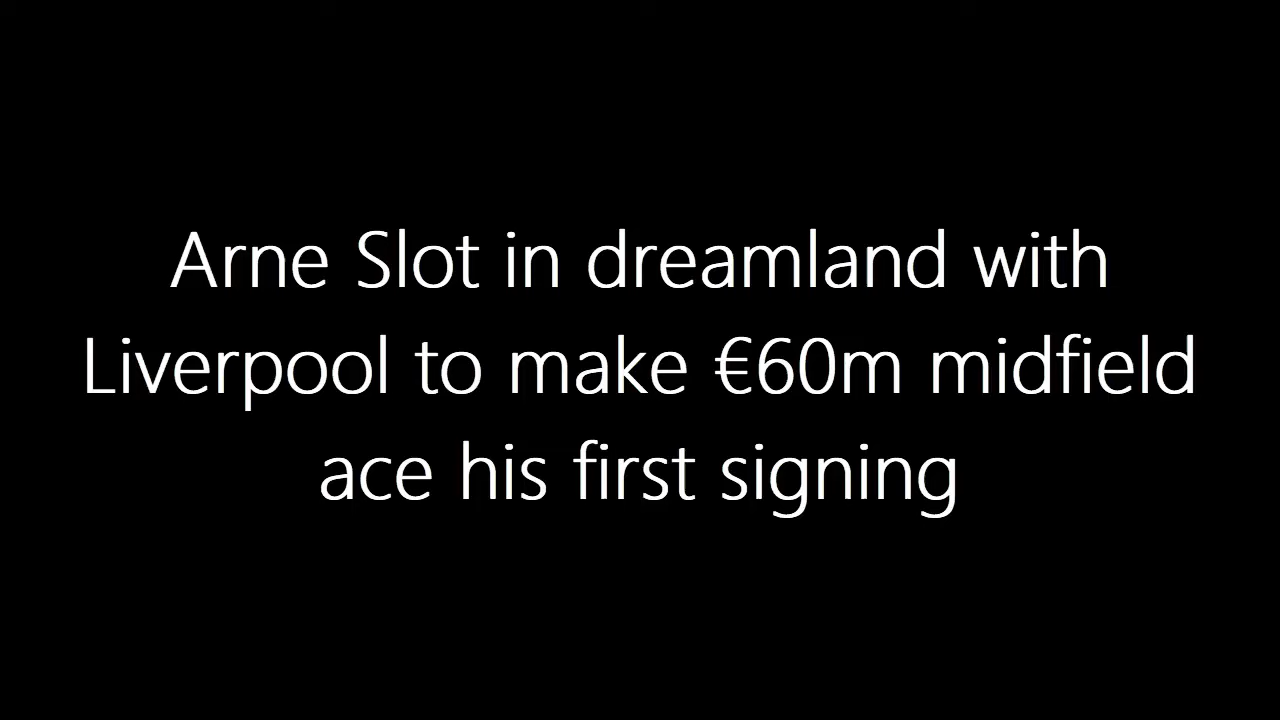 Arne Slot in dreamland with
Liverpool to make €60m midfield
ace his first signing